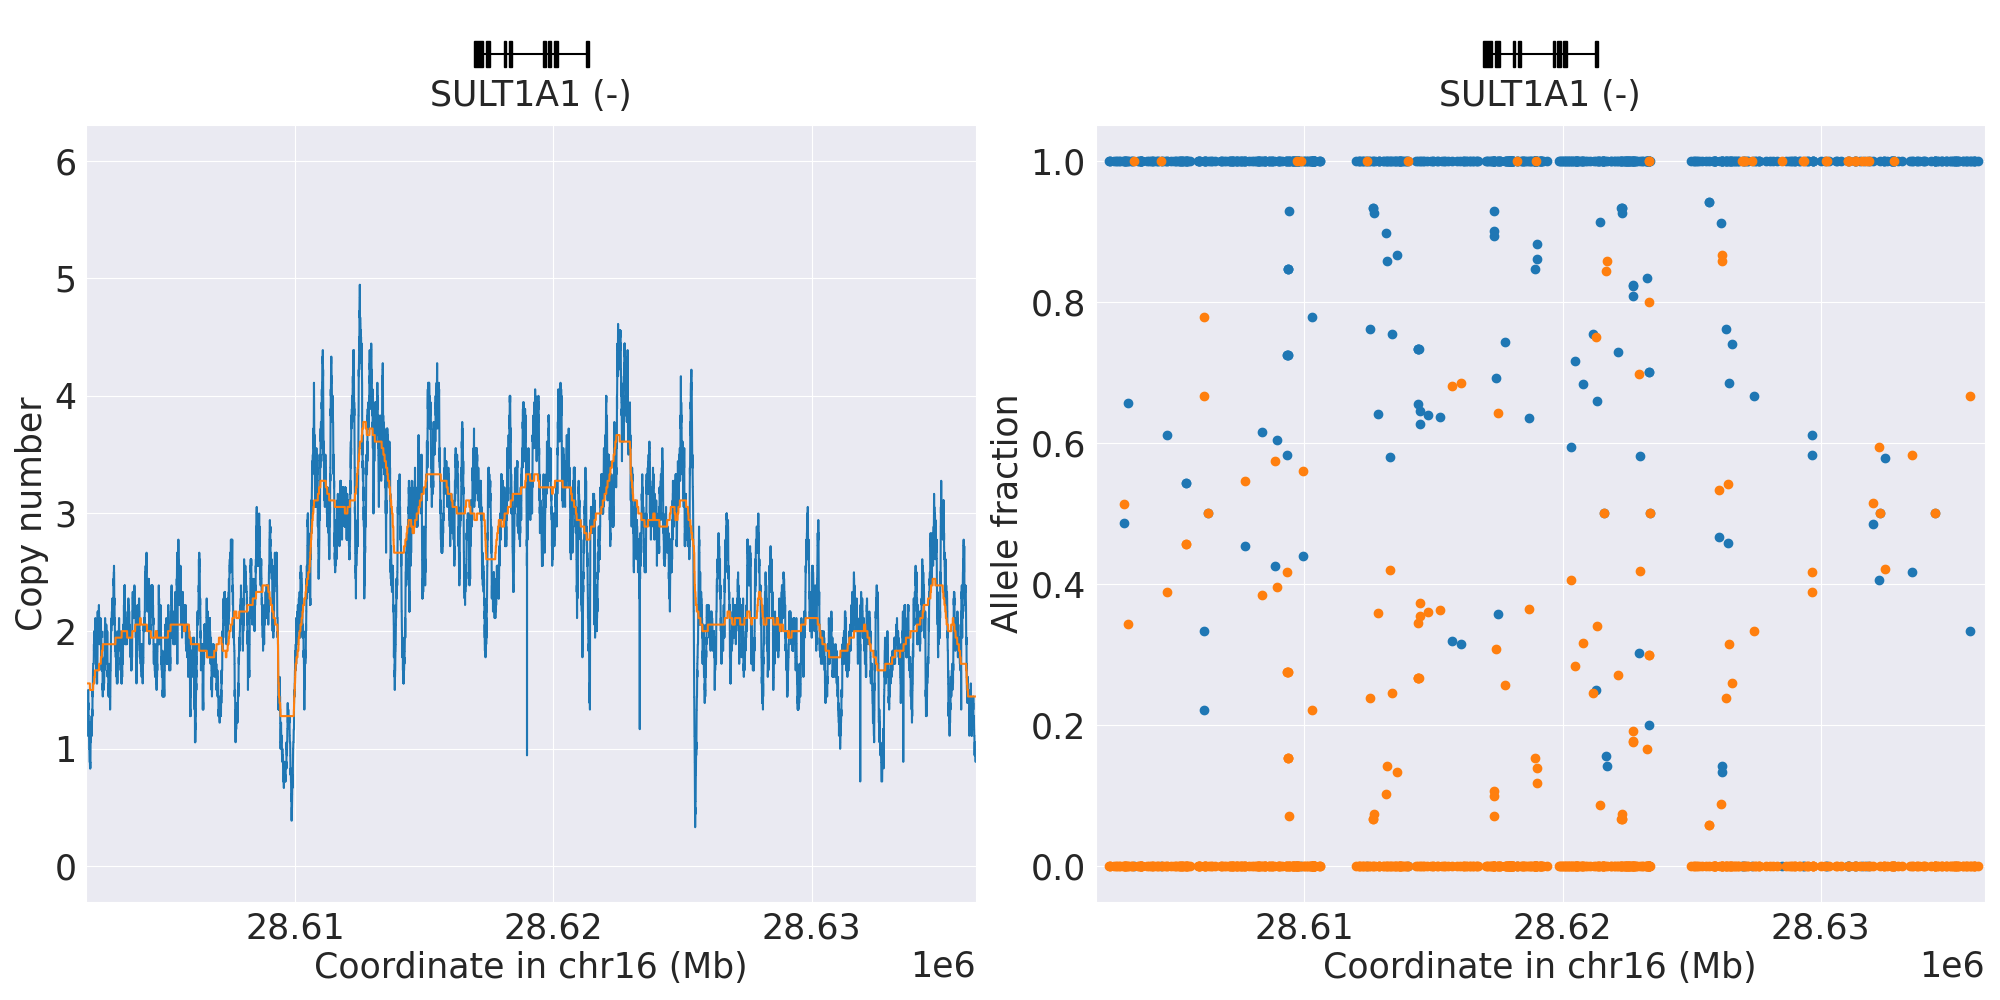 SULT1A1 (-)
Copy number
6
5
4
3
2
1
0
28.61
28.62
28.63
Coordinate in chr16 (Mb)
1e6
SULT1A1 (-)
Allele fraction
1.0
0.8
0.6
0.4
0.2
0.0
28.61
28.62
28.63
Coordinate in chr16 (Mb)
1e6